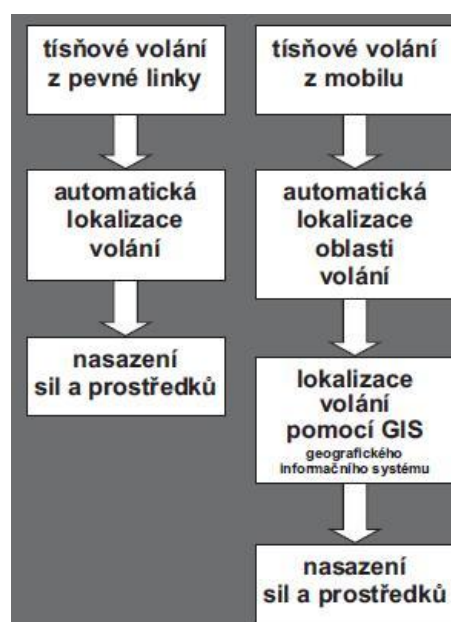 tísňové volání
z pevné linky
automatická
lokalizace
volání
nasazení
sil a prostředků
tísňové volání
z mobilu
automatická
lokalizace
oblasti
volání
lokalizace
volání
pomocí GIS
geografického
informačního systému
nasazení
sil a prostředků